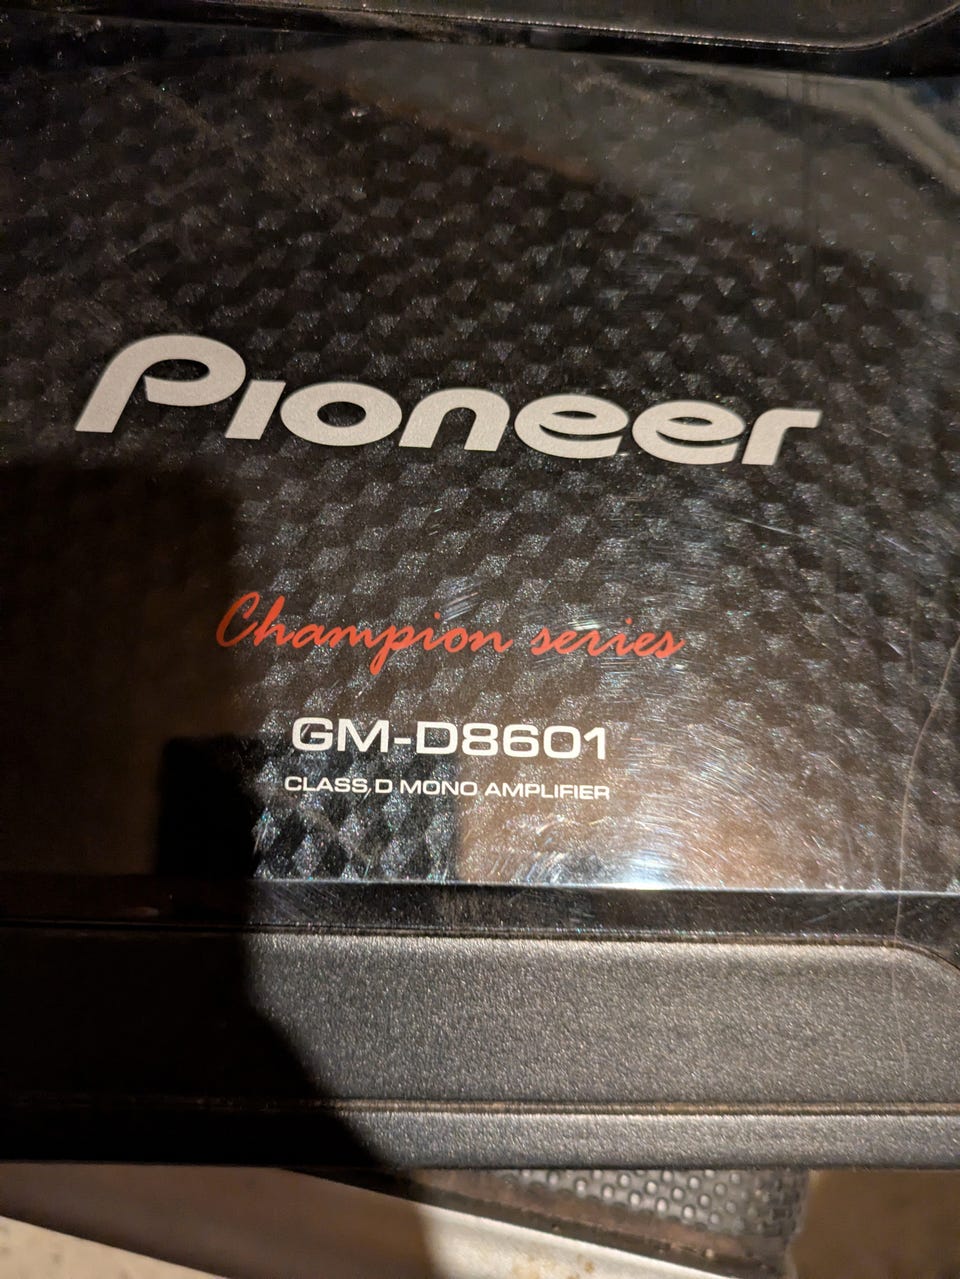 Pioneer
Champion series
GM-D8601
CLASS D MONO AMPLIFIER